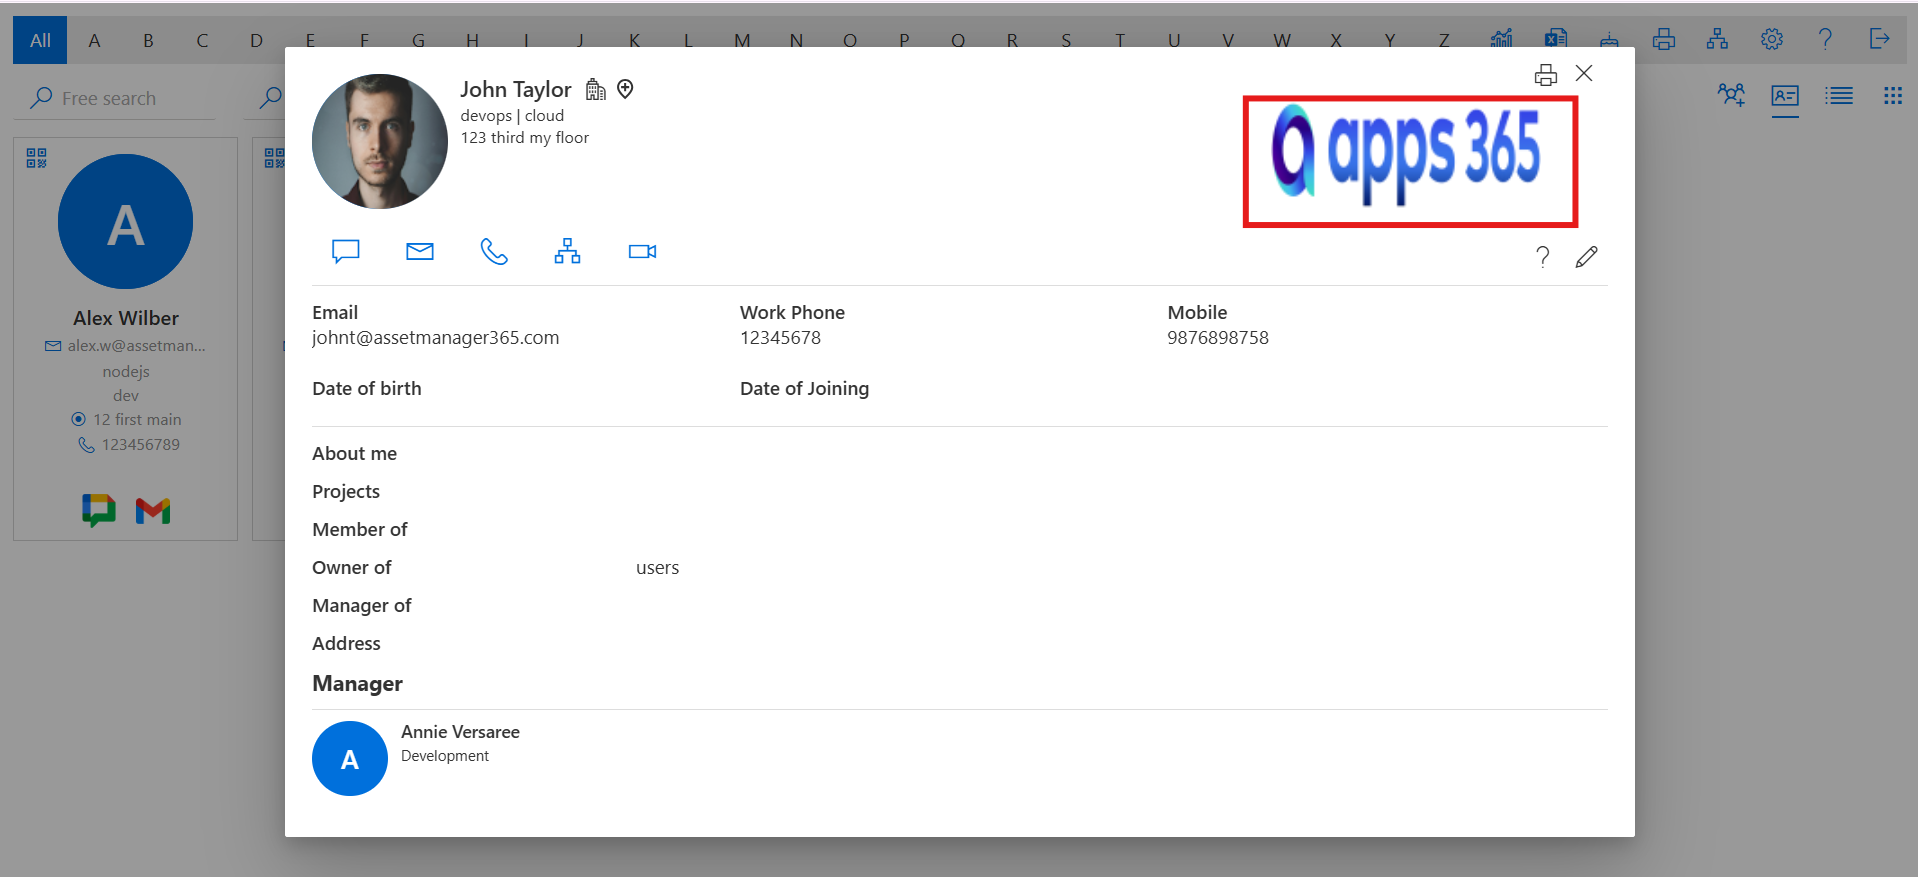 All A B C D E F G H I J K L M N O P Q R S T U V W X Y Z
Free search
A
Alex Wilber
alex.w@assetman...
nodejs
dev
12 first main
123456789
John Taylor
devops | cloud
123 third my floor
a apps 365
Email
johnt@assetmanager365.com
Work Phone
12345678
Mobile
9876898758
Date of birth
Date of Joining
About me
Projects
Member of
Owner of users
Manager of
Address
Manager
A
Annie Versaree
Development